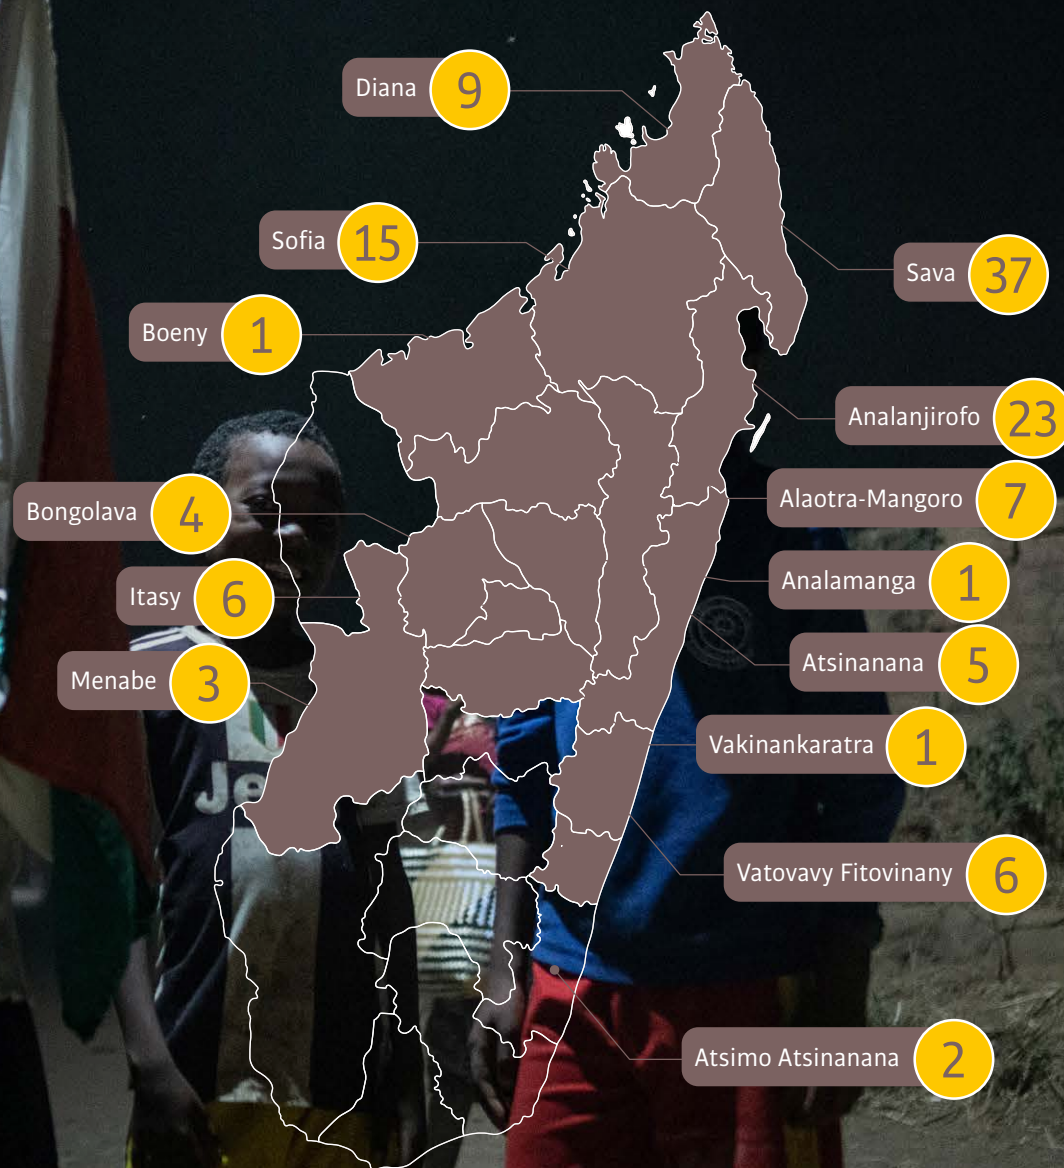 Diana 9
Sofia 15
Sava 37
Boeny 1
Analanjirofo 23
Alaotra-Mangoro 7
Bongolava 4
Analamanga 1
Itasy 6
Atsinanana 5
Menabe 3
Vakinankaratra 1
Je
Vatovavy Fitovinany 6
Atsimo Atsinanana 2